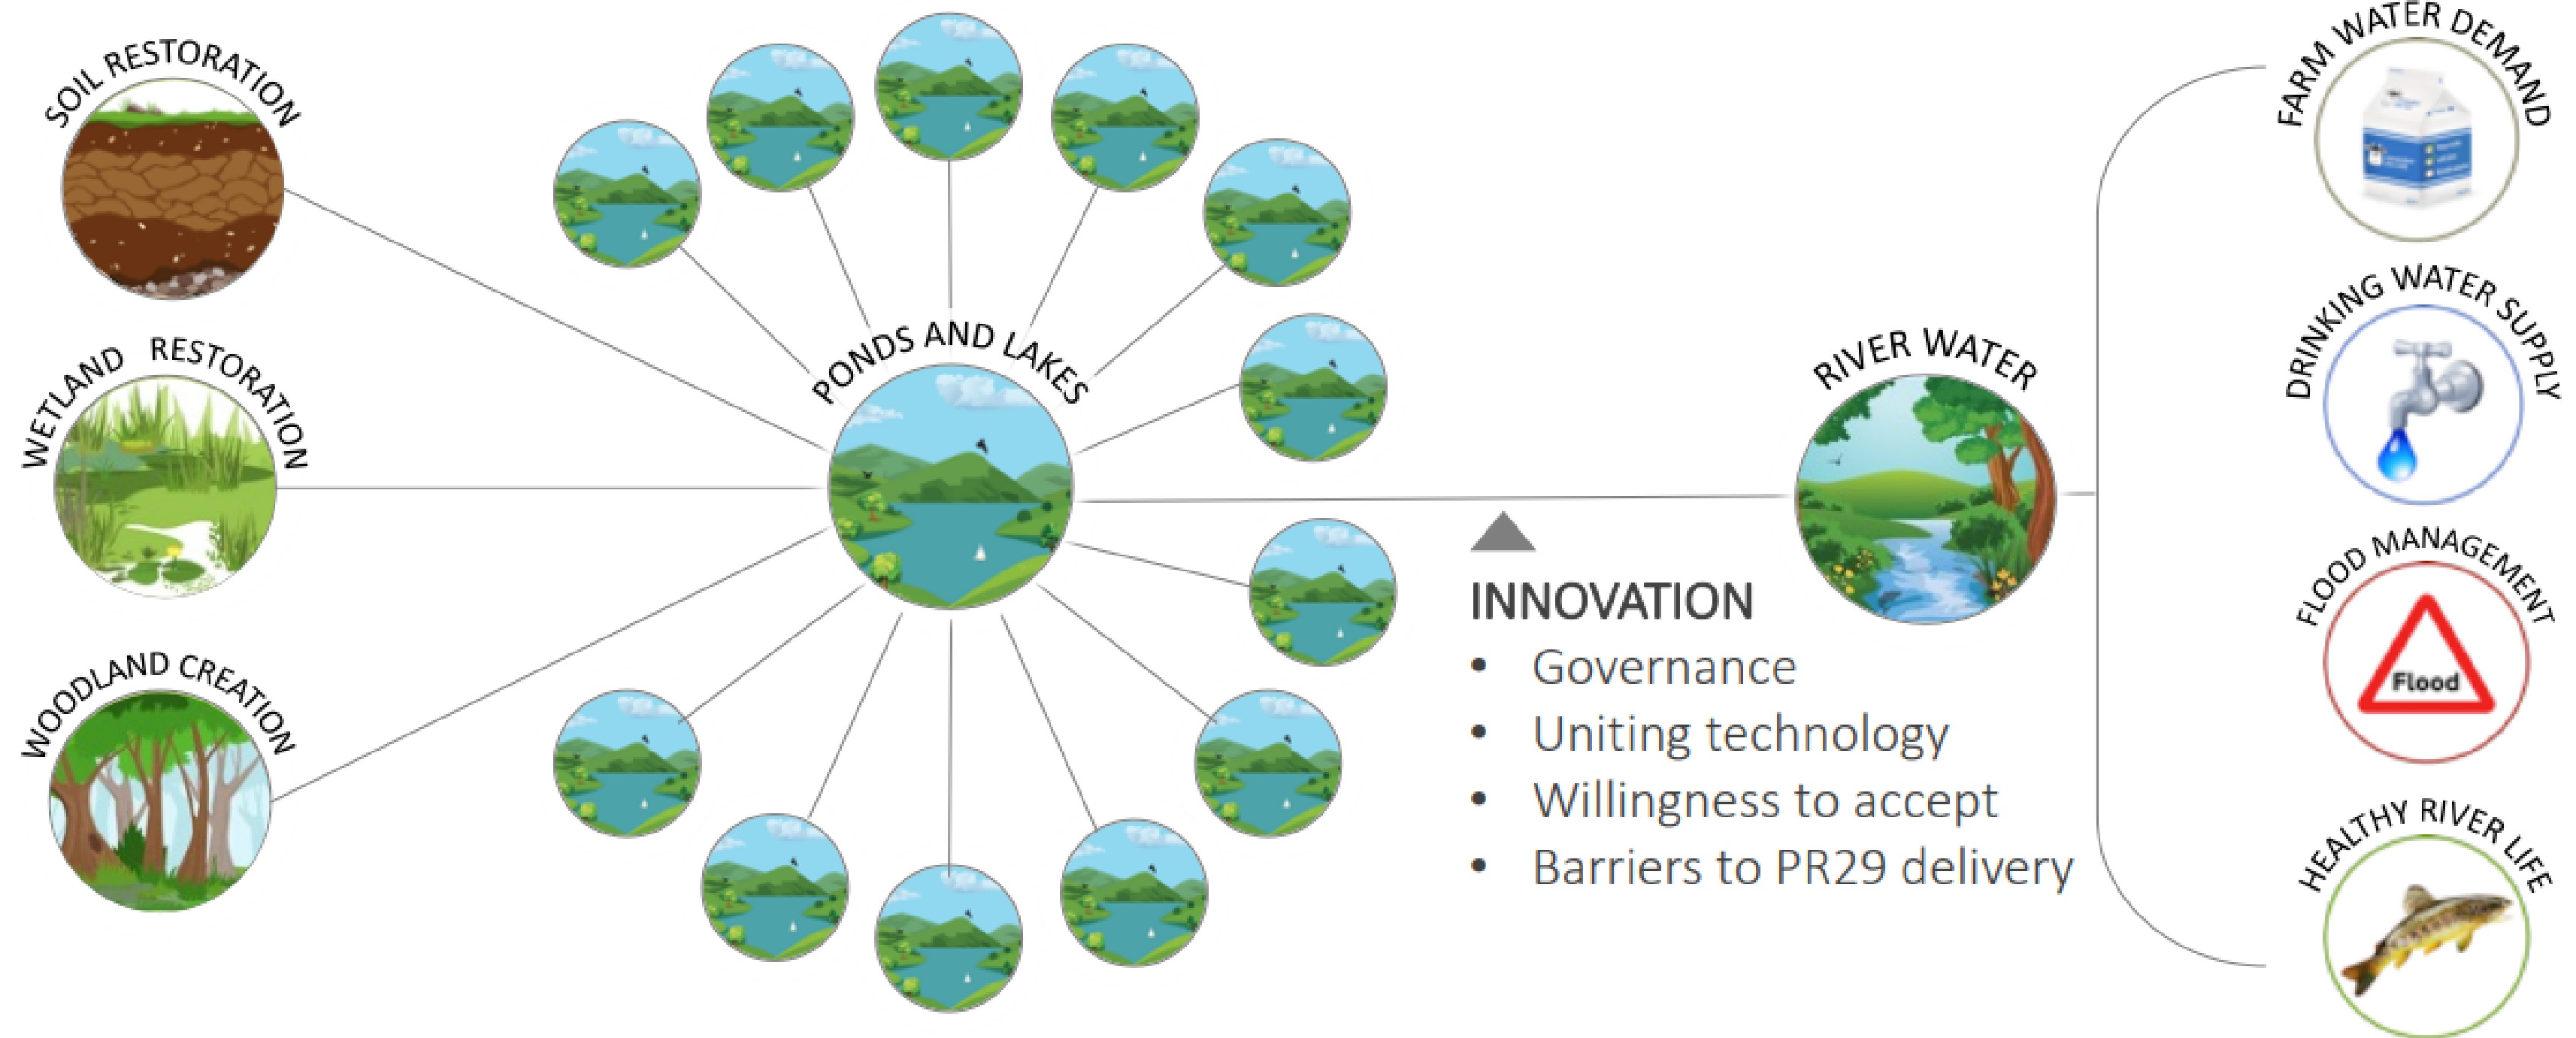 SOIL RESTORATION
WETLAND RESTORATION
WOODLAND CREATION
PONDS AND LAKES
RIVER WATER
INNOVATION
• Governance
• Uniting technology
• Willingness to accept
• Barriers to PR29 delivery
FARM WATER DEMAND
DRINKING WATER SUPPLY
FLOOD MANAGEMENT
Flood
HEALTHY RIVER LIFE